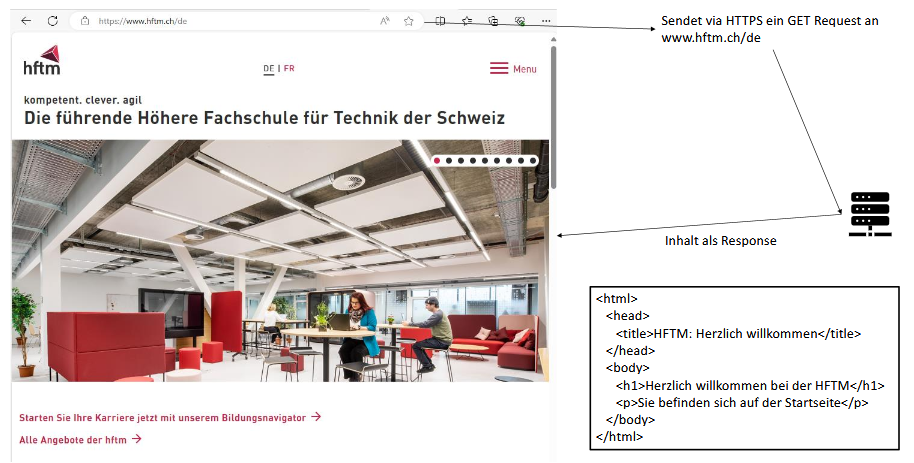 https://www.hftm.ch/de
hftm
DE | FR
Menu
kompetent. clever. agil
Die führende Höhere Fachschule für Technik der Schweiz
Starten Sie Ihre Karriere jetzt mit unserem Bildungsnavigator
Alle Angebote der hftm
Sendet via HTTPS ein GET Request an
www.hftm.ch/de
Inhalt als Response
<html>
<head>
<title>HFTM: Herzlich willkommen</title>
</head>
<body>
<h1>Herzlich willkommen bei der HFTM</h1>
<p>Sie befinden sich auf der Startseite</p>
</body>
</html>